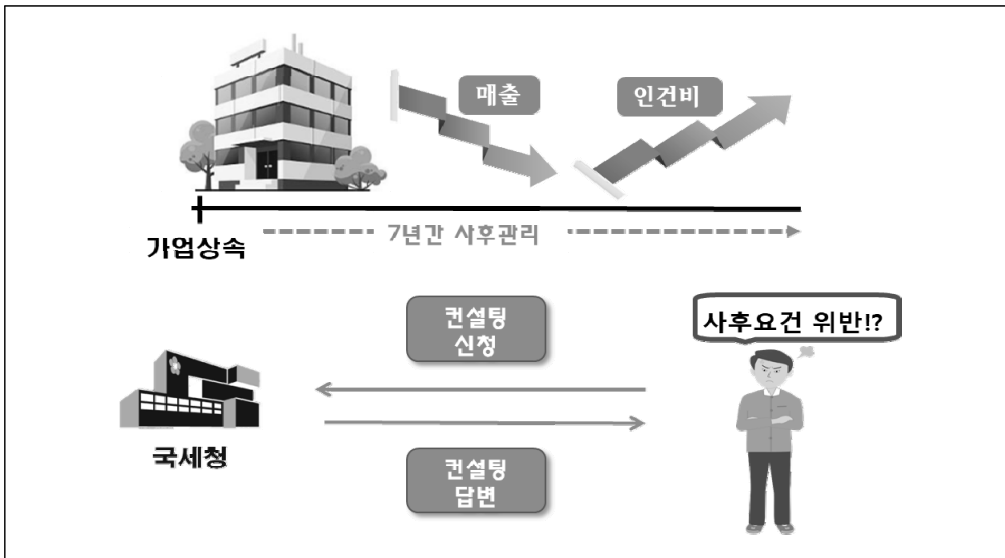 매출
인건비
가업상속
7년간 사후관리
컨설팅
신청
사후요건 위반!?
국세청
컨설팅
답변